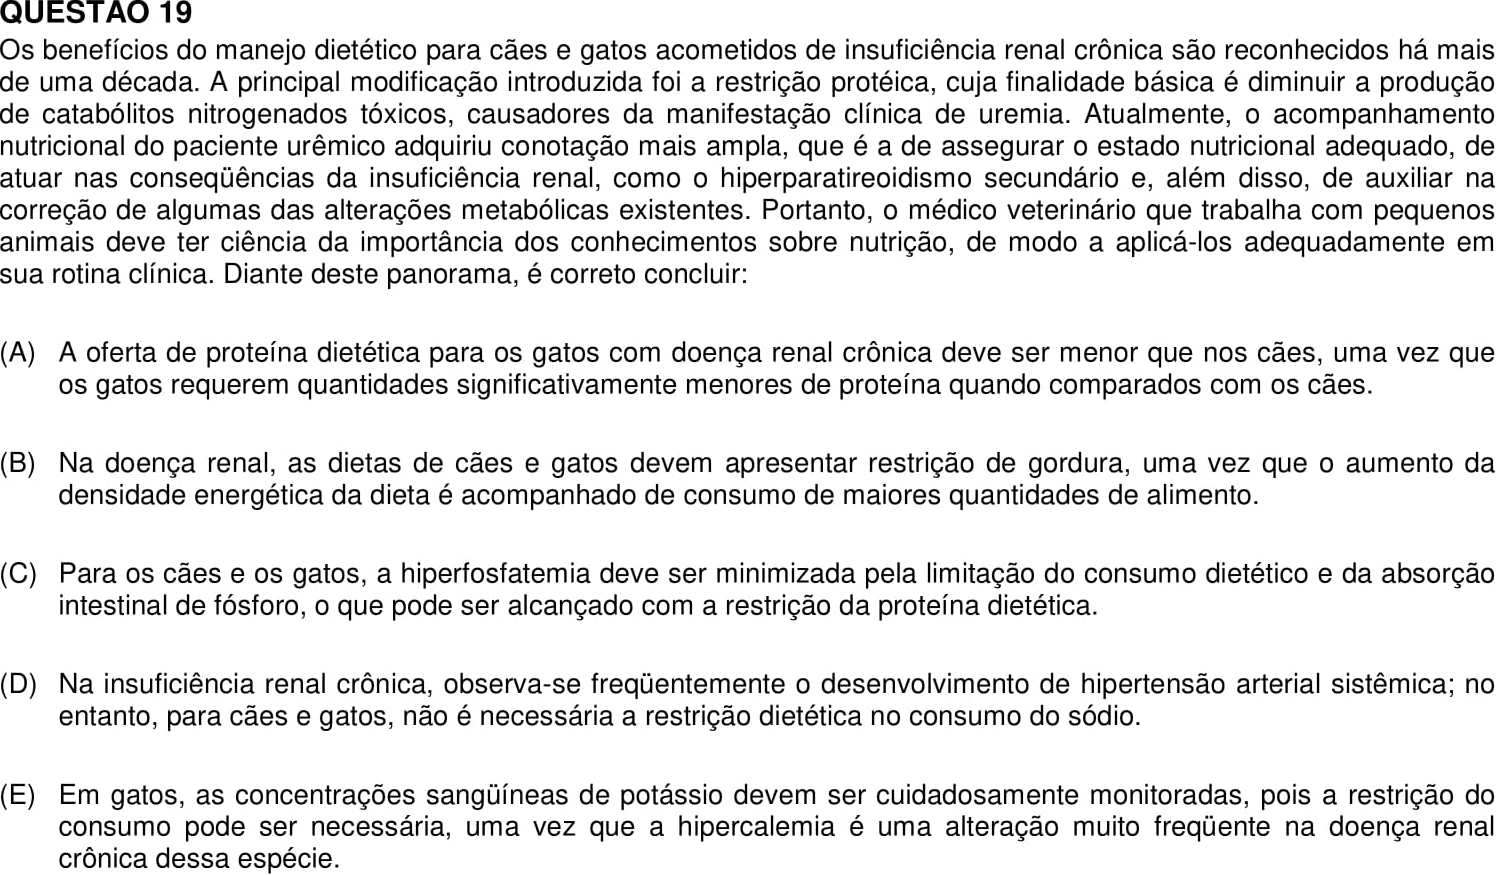 QUESTÃO 19
Os benefícios do manejo dietético para cães e gatos acometidos de insuficiência renal crônica são reconhecidos há mais
de uma década. A principal modificação introduzida foi a restrição protéica, cuja finalidade básica é diminuir a produção
de catabólitos nitrogenados tóxicos, causadores da manifestação clínica de uremia. Atualmente, o acompanhamento
nutricional do paciente urêmico adquiriu conotação mais ampla, que é a de assegurar o estado nutricional adequado, de
atuar nas conseqüências da insuficiência renal, como o hiperparatireoidismo secundário e, além disso, de auxiliar na
correção de algumas das alterações metabólicas existentes. Portanto, o médico veterinário que trabalha com pequenos
animais deve ter ciência da importância dos conhecimentos sobre nutrição, de modo a aplicá-los adequadamente em
sua rotina clínica. Diante deste panorama, é correto concluir:
(A) A oferta de proteína dietética para os gatos com doença renal crônica deve ser menor que nos cães, uma vez que
os gatos requerem quantidades significativamente menores de proteína quando comparados com os cães.
(B) Na doença renal, as dietas de cães e gatos devem apresentar restrição de gordura, uma vez que o aumento da
densidade energética da dieta é acompanhado de consumo de maiores quantidades de alimento.
(C) Para os cães e os gatos, a hiperfosfatemia deve ser minimizada pela limitação do consumo dietético e da absorção
intestinal de fósforo, o que pode ser alcançado com a restrição da proteína dietética.
(D) Na insuficiência renal crônica, observa-se freqüentemente o desenvolvimento de hipertensão arterial sistêmica; no
entanto, para cães e gatos, não é necessária a restrição dietética no consumo do sódio.
(E) Em gatos, as concentrações sangüíneas de potássio devem ser cuidadosamente monitoradas, pois a restrição do
consumo pode ser necessária, uma vez que a hipercalemia é uma alteração muito freqüente na doença renal
crônica dessa espécie.